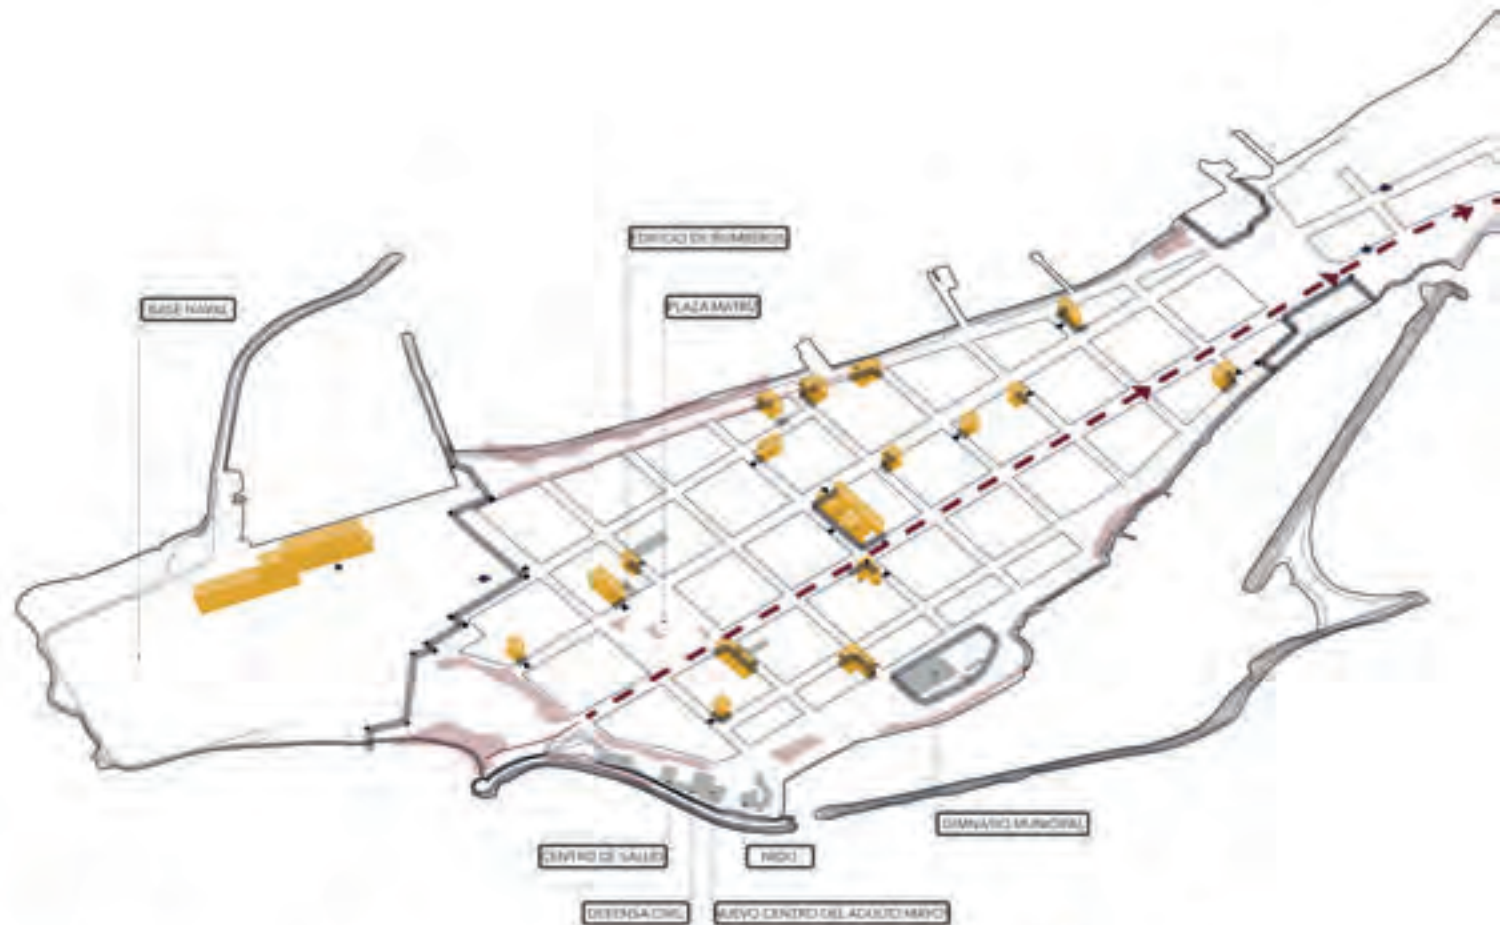 EDIFICIO DE BOMBEROS
BASE NAVAL
PLAZA MATRIZ
GIMNASIO MUNICIPAL
CENTRO DE SALUD
DEFENSA CIVIL
NUEVO CENTRO DEL ADULTO MAYOR